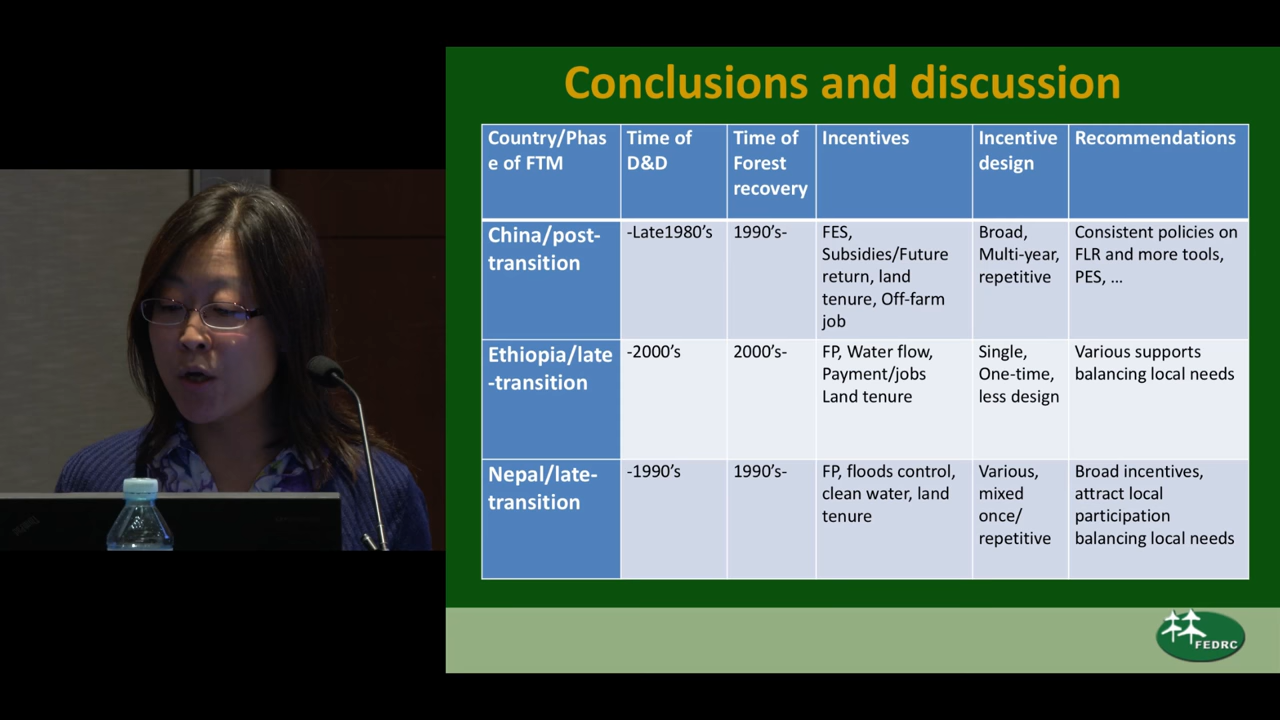 Conclusions and discussion
Country/Phas
e of FTM
Time of
D&D
Time of
Forest
recovery
Incentives
Incentive
design
Recommendations
China/post-
transition
-Late1980's
1990's-
FES,
Subsidies/Future
return, land
tenure, Off-farm
job
Broad,
Multi-year,
repetitive
Consistent policies on
FLR and more tools,
PES, ...
Ethiopia/late
-transition
-2000's
2000's-
FP, Water flow,
Payment/jobs
Land tenure
Single,
One-time,
less design
Various supports
balancing local needs
Nepal/late-
transition
-1990's
1990's-
FP, floods control,
clean water, land
tenure
Various,
mixed
once/
repetitive
Broad incentives,
attract local
participation
balancing local needs
林
FEDRC